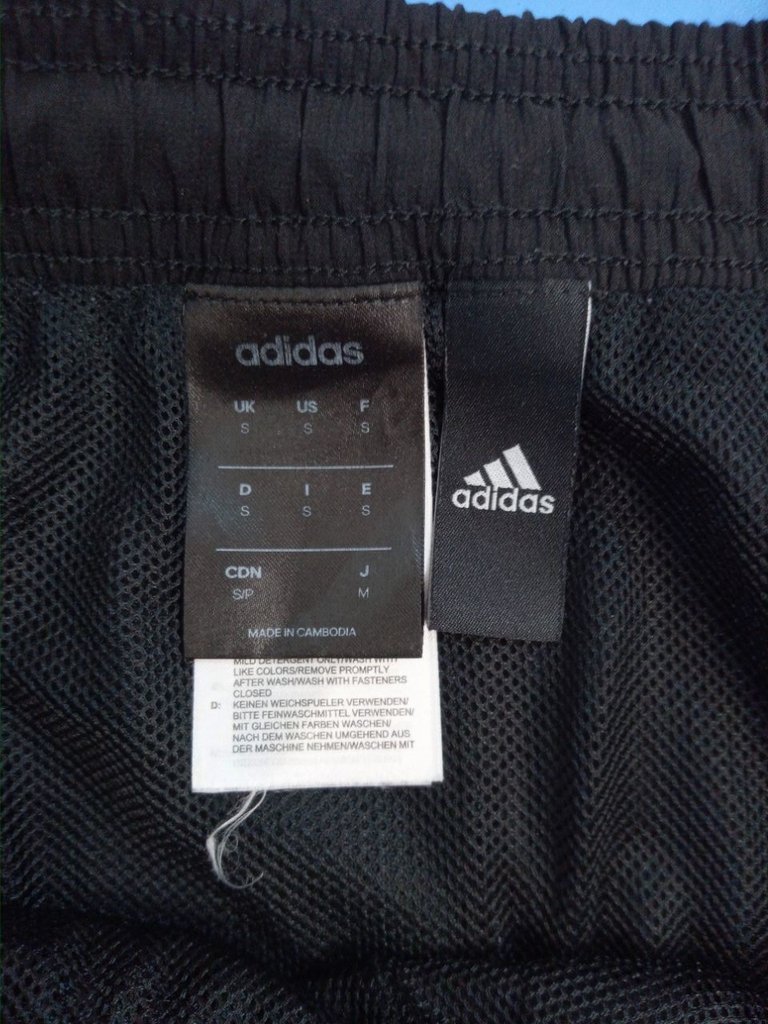 adidas
UK US F
S S S
D I E
S S S
CDN J
S/P M
MADE IN CAMBODIA
adidas
MILD DETERGENT ONLY/WASH WITH
LIKE COLORS/REMOVE PROMPTLY
AFTER WASH/WASH WITH FASTENERS
CLOSED
D: KEINEN WEICHSPUELER VERWENDEN/
BITTE FEINWASCHMITTEL VERWENDEN/
MIT GLEICHEN FARBEN WASCHEN/
NACH DEM WASCHEN UMGEHEND AUS
DER MASCHINE NEHMEN/WASCHEN MIT